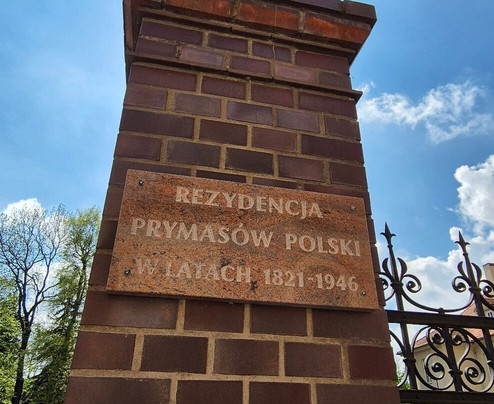 REZYDENCJA
PRYMASÓW POLSKI
W LATACH 1821-1946